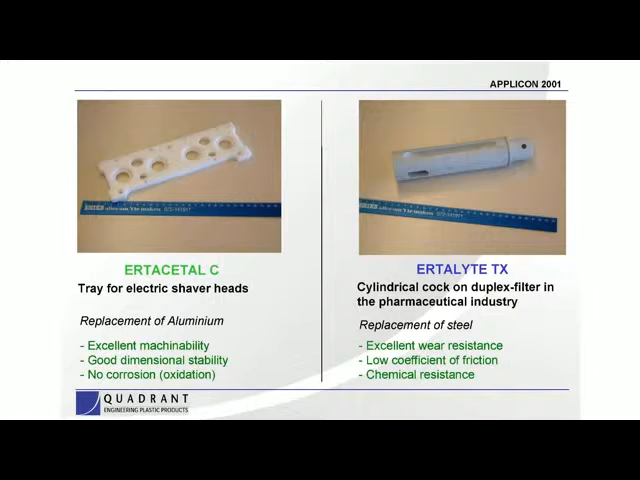 APPLICON 2001
ERTACETAL C
Tray for electric shaver heads
Replacement of Aluminium
- Excellent machinability
- Good dimensional stability
- No corrosion (oxidation)
ERTALYTE TX
Cylindrical cock on duplex-filter in
the pharmaceutical industry
Replacement of steel
- Excellent wear resistance
- Low coefficient of friction
- Chemical resistance
QUADRANT
ENGINEERING PLASTIC PRODUCTS